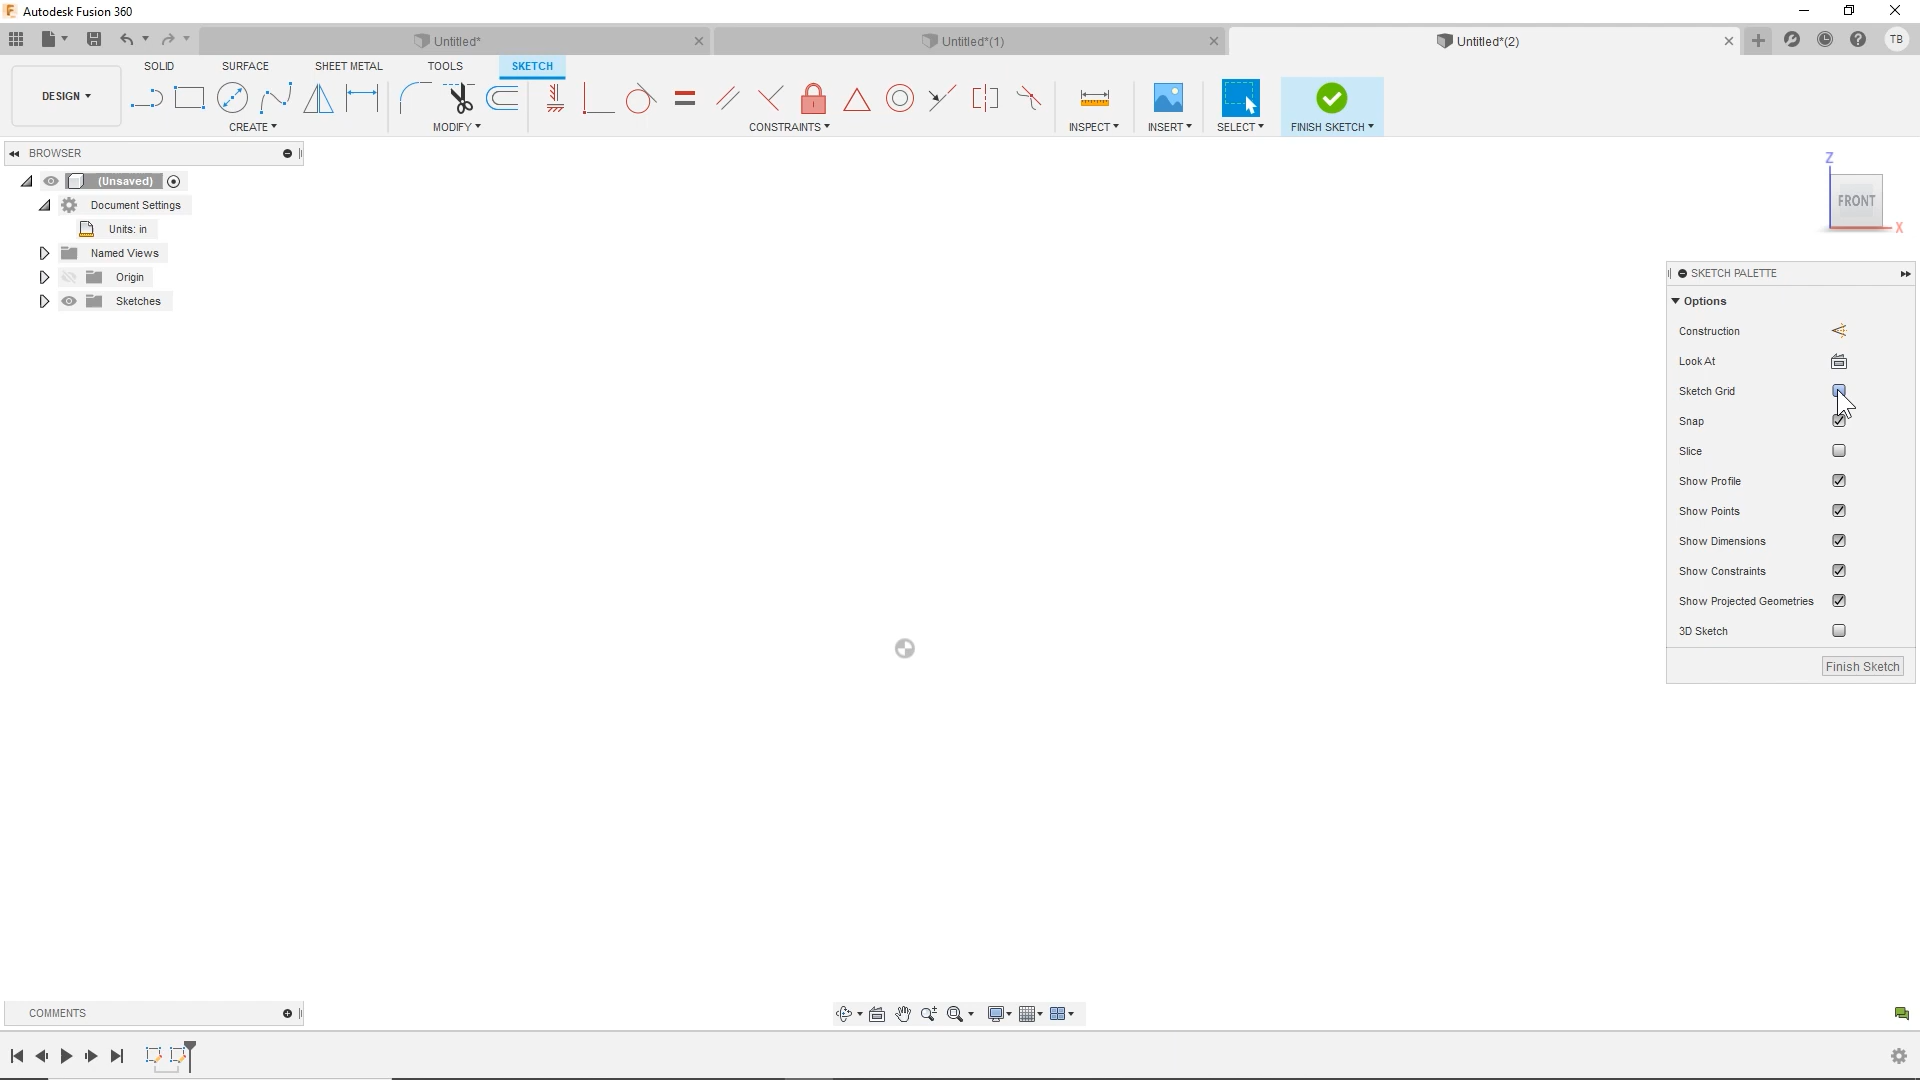 Autodesk Fusion 360
Untitled*
Untitled*(1)
Untitled*(2)
TB
SOLID SURFACE SHEET METAL TOOLS SKETCH
DESIGN
CREATE MODIFY CONSTRAINTS INSPECT INSERT SELECT FINISH SKETCH
BROWSER
(Unsaved)
Document Settings
Units: in
Named Views
Origin
Sketches
Z
FRONT
X
SKETCH PALETTE
Options
Construction
Look At
Sketch Grid
Snap
Slice
Show Profile
Show Points
Show Dimensions
Show Constraints
Show Projected Geometries
3D Sketch
Finish Sketch
COMMENTS